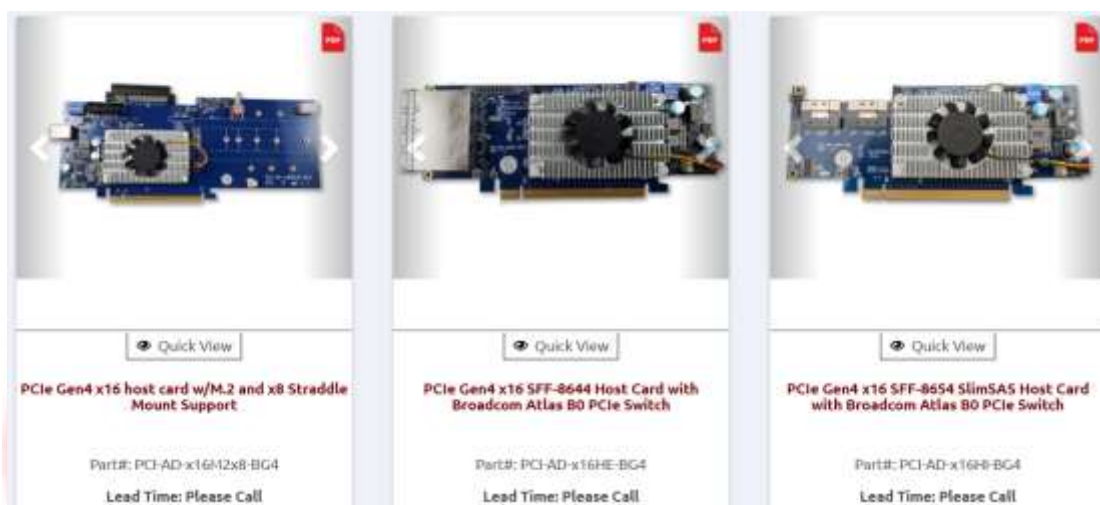 PDF
PDF
PDF
Quick View
Quick View
Quick View
PCIe Gen4 x16 host card w/M.2 and x8 Straddle
Mount Support
PCIe Gen4 x16 SFF-8644 Host Card with
Broadcom Atlas B0 PCIe Switch
PCIe Gen4 x16 SFF-8654 SlimSAS Host Card
with Broadcom Atlas B0 PCIe Switch
Part#: PCI-AD-x16M2x8-BG4
Part#: PCI-AD-x16HE-BG4
Part#: PCI-AD-x16HI-BG4
Lead Time: Please Call
Lead Time: Please Call
Lead Time: Please Call